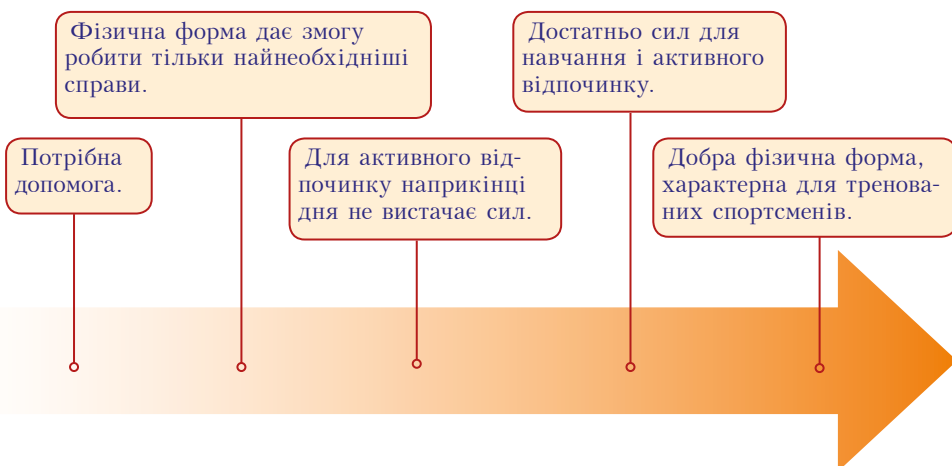 Фізична форма дає змогу
робити тільки найнеобхідніші
справи.
Достатньо сил для
навчання і активного
відпочинку.
Потрібна
допомога.
Для активного від-
починку наприкінці
дня не вистачає сил.
Добра фізична форма,
характерна для тренова-
них спортсменів.